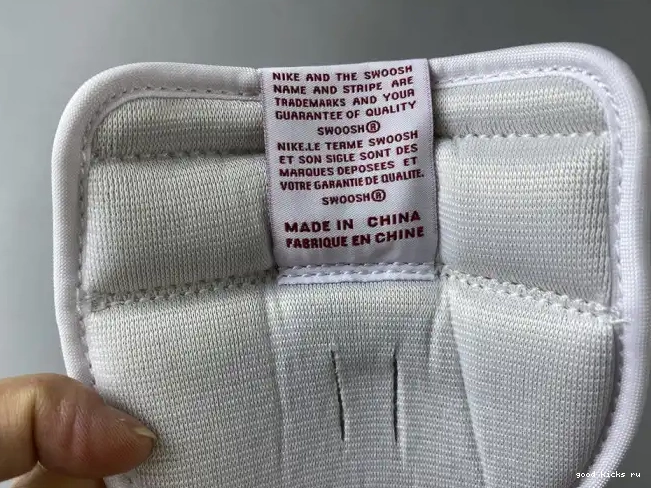 NIKE AND THE SWOOSH
NAME AND STRIPE ARE
TRADEMARKS AND YOUR
GUARANTEE OF QUALITY
SWOOSH®
NIKE.LE TERME SWOOSH
ET SON SIGLE SONT DES
MARQUES DEPOSEES ET
VOTRE GARANTIE DE QUALITE.
SWOOSH®
MADE IN CHINA
FABRIQUE EN CHINE
good-kicks ru